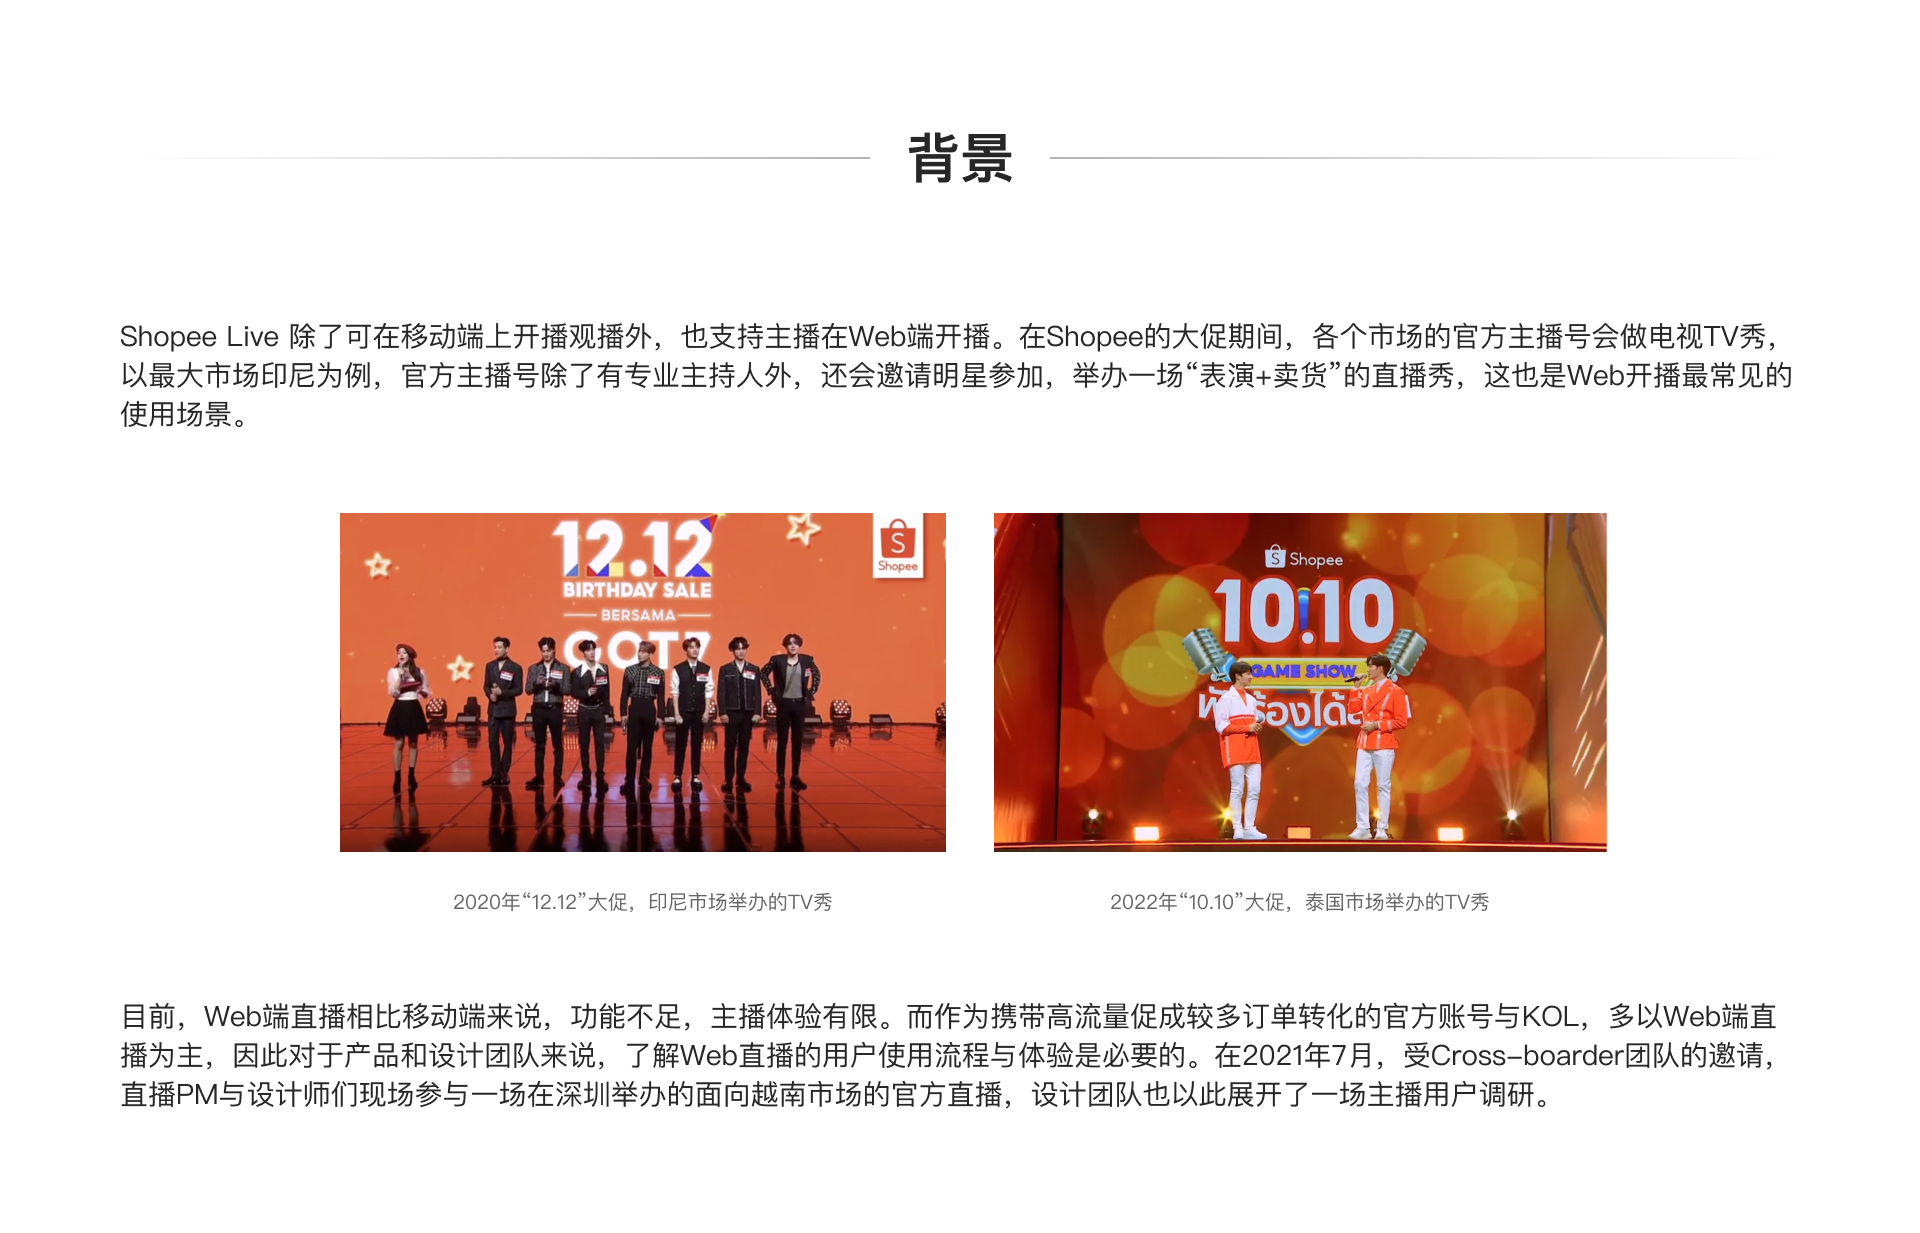 背景
Shopee Live 除了可在移动端上开播观播外，也支持主播在Web端开播。在Shopee的大促期间，各个市场的官方主播号会做电视TV秀，
以最大市场印尼为例，官方主播号除了有专业主持人外，还会邀请明星参加，举办一场“表演+卖货”的直播秀，这也是Web开播最常见的
使用场景。
12.12
BIRTHDAY SALE
BERSAMA
GOT7
S
Shopee
S Shopee
10.10
GAME SHOW
2020年“12.12”大促，印尼市场举办的TV秀
2022年“10.10”大促，泰国市场举办的TV秀
目前，Web端直播相比移动端来说，功能不足，主播体验有限。而作为携带高流量促成较多订单转化的官方账号与KOL，多以Web端直
播为主，因此对于产品和设计团队来说，了解Web直播的用户使用流程与体验是必要的。在2021年7月，受Cross-boarder团队的邀请，
直播PM与设计师们现场参与一场在深圳举办的面向越南市场的官方直播，设计团队也以此展开了一场主播用户调研。